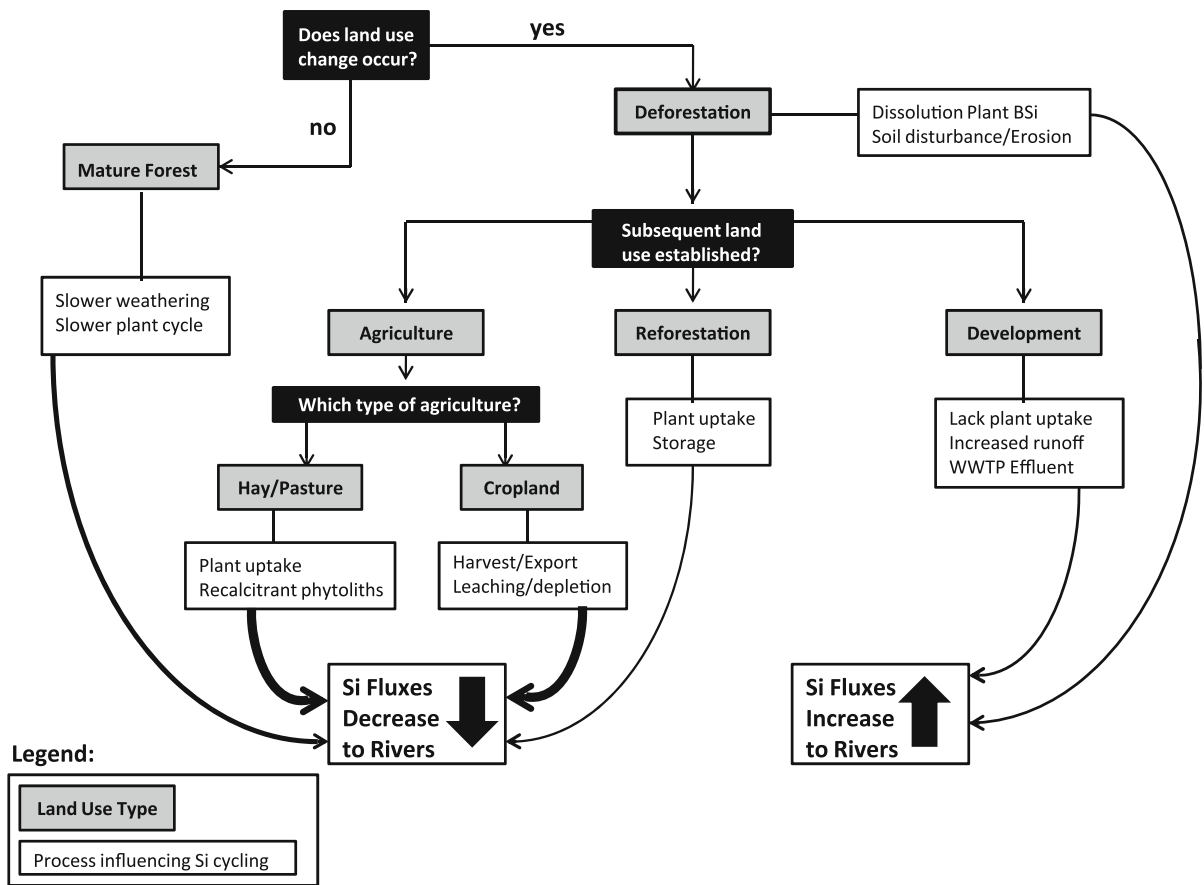 Does land use
change occur?
yes
no
Deforestation
Dissolution Plant BSi
Soil disturbance/Erosion
Mature Forest
Subsequent land
use established?
Slower weathering
Slower plant cycle
Agriculture
Reforestation
Development
Which type of agriculture?
Plant uptake
Storage
Lack plant uptake
Increased runoff
WWTP Effluent
Hay/Pasture
Cropland
Plant uptake
Recalcitrant phytoliths
Harvest/Export
Leaching/depletion
Si Fluxes
Decrease
to Rivers
Si Fluxes
Increase
to Rivers
Legend:
Land Use Type
Process influencing Si cycling